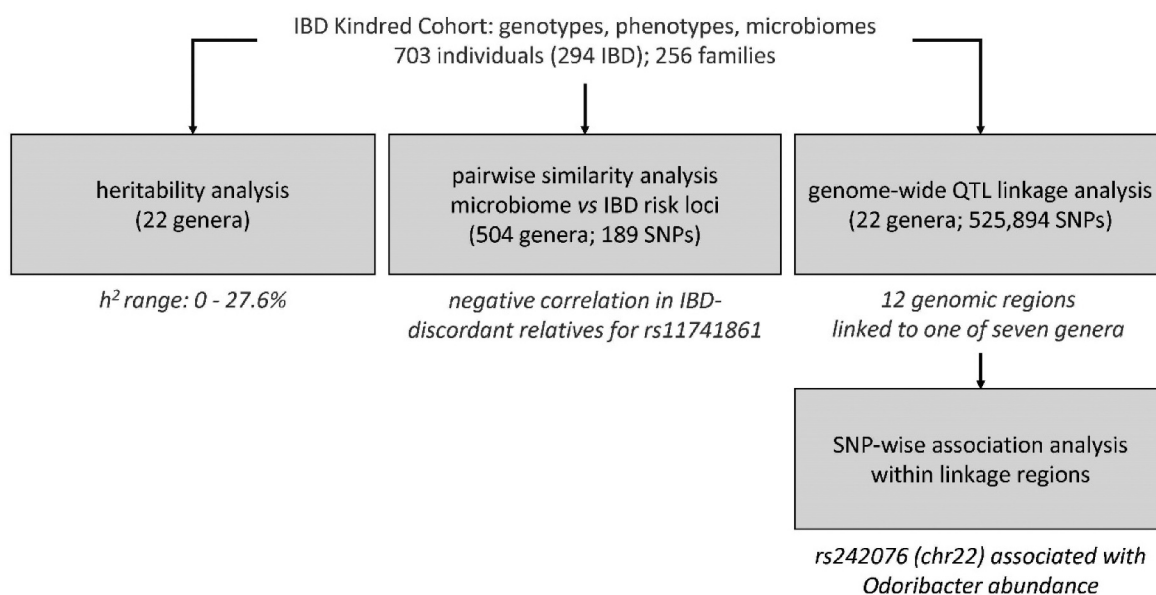 IBD Kindred Cohort: genotypes, phenotypes, microbiomes
703 individuals (294 IBD); 256 families
heritability analysis
(22 genera)
h² range: 0 - 27.6%
pairwise similarity analysis
microbiome vs IBD risk loci
(504 genera; 189 SNPs)
negative correlation in IBD-
discordant relatives for rs11741861
genome-wide QTL linkage analysis
(22 genera; 525,894 SNPs)
12 genomic regions
linked to one of seven genera
SNP-wise association analysis
within linkage regions
rs242076 (chr22) associated with
Odoribacter abundance